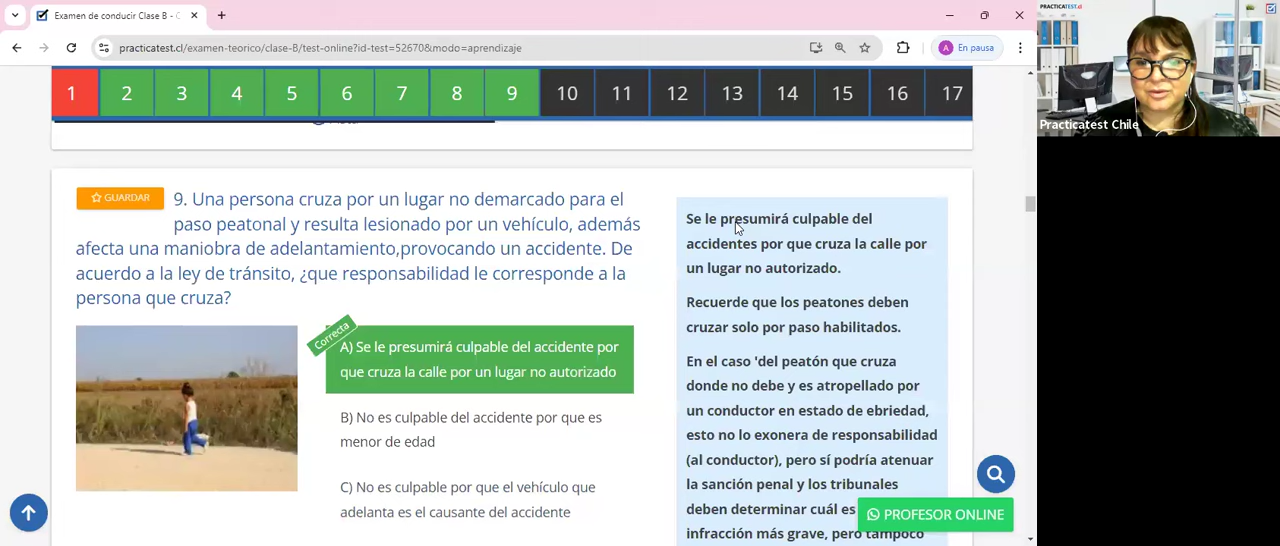 Examen de conducir Clase B - C
practicatest.cl/examen-teorico/clase-B/test-online?id-test=52670&modo=aprendizaje
A
En pausa
PRACTICATEST.cl
Practicatest Chile
1 2 3 4 5 6 7 8 9 10 11 12 13 14 15 16 17
GUARDAR
9. Una persona cruza por un lugar no demarcado para el
paso peatonal y resulta lesionado por un vehículo, además
afecta una maniobra de adelantamiento,provocando un accidente. De
acuerdo a la ley de tránsito, ¿que responsabilidad le corresponde a la
persona que cruza?
Correcta
A) Se le presumirá culpable del accidente por
que cruza la calle por un lugar no autorizado
B) No es culpable del accidente por que es
menor de edad
C) No es culpable por que el vehículo que
adelanta es el causante del accidente
Se le presumirá culpable del
accidentes por que cruza la calle por
un lugar no autorizado.
Recuerde que los peatones deben
cruzar solo por paso habilitados.
En el caso 'del peatón que cruza
donde no debe y es atropellado por
un conductor en estado de ebriedad,
esto no lo exonera de responsabilidad
(al conductor), pero sí podría atenuar
la sanción penal y los tribunales
deben determinar cuál es
infracción más grave, pero tampoco
PROFESOR ONLINE